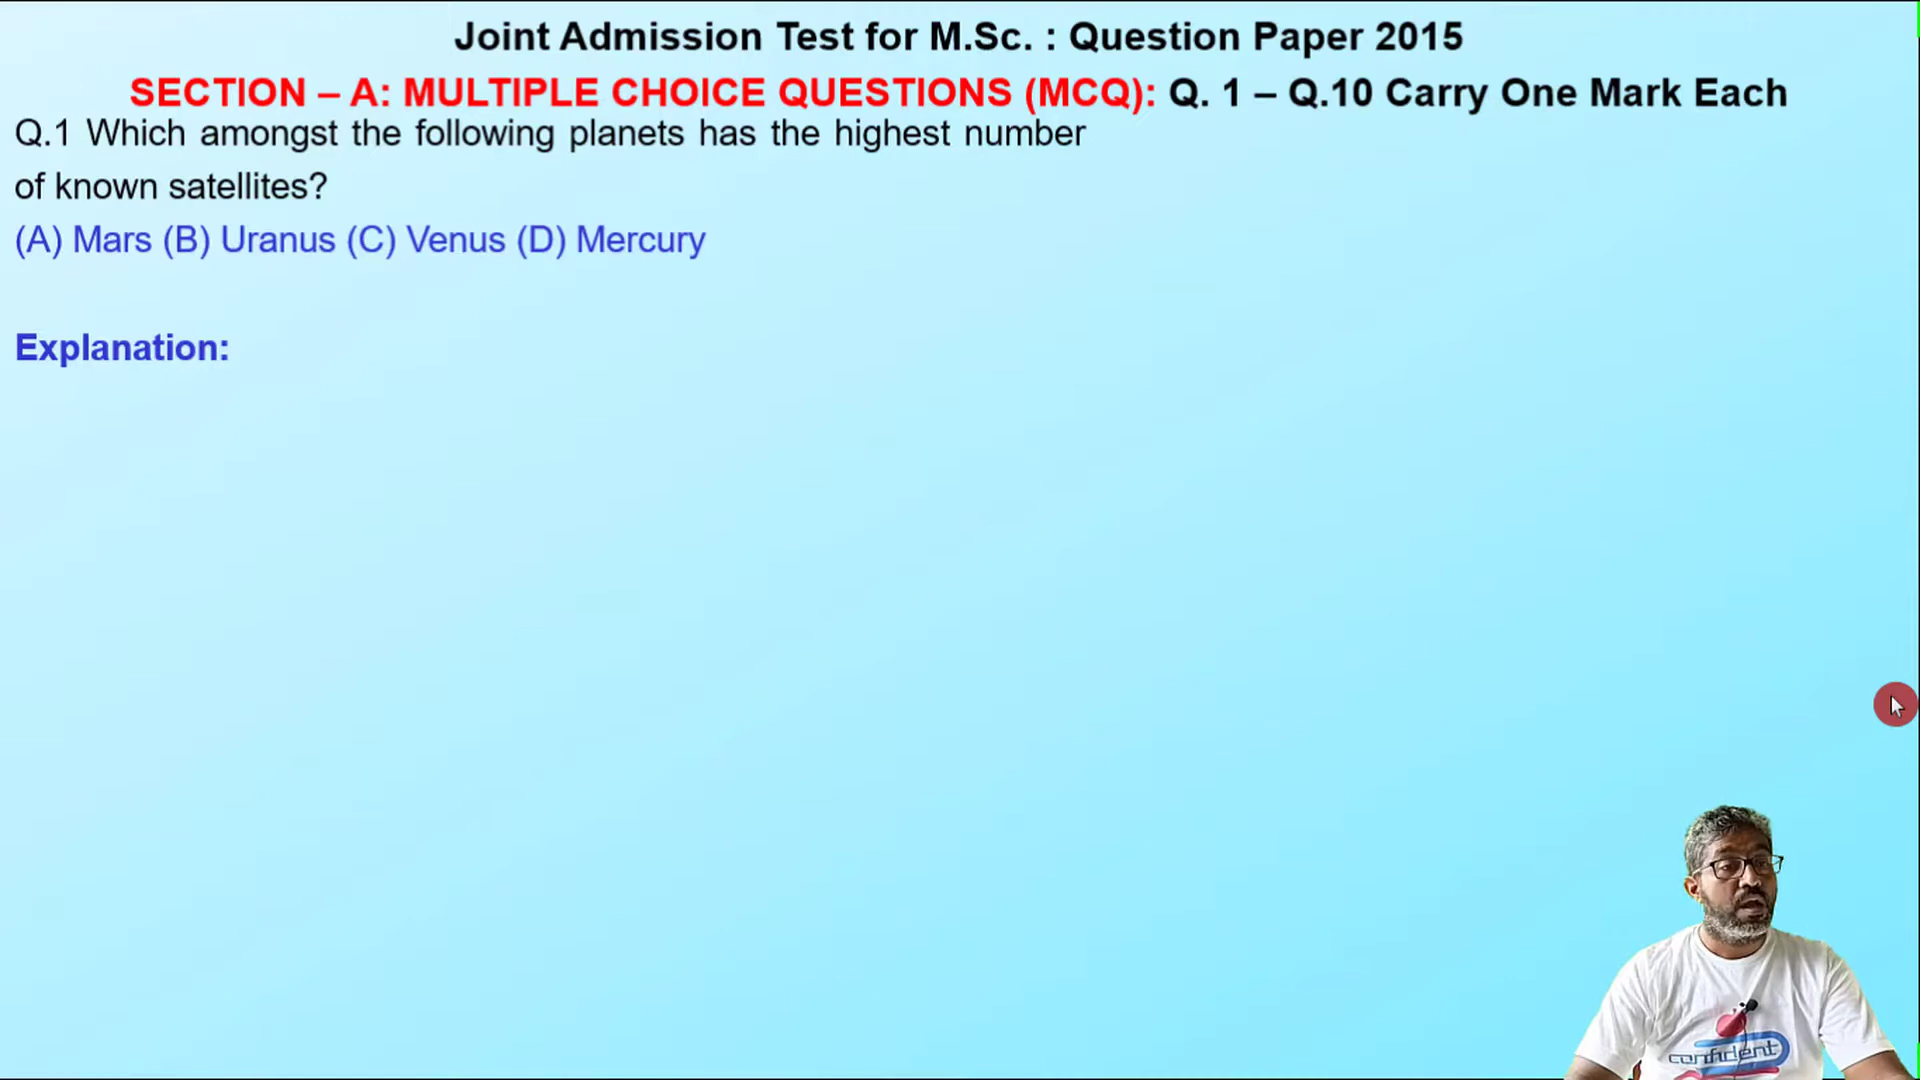 Joint Admission Test for M.Sc. : Question Paper 2015
SECTION – A: MULTIPLE CHOICE QUESTIONS (MCQ): Q. 1 – Q.10 Carry One Mark Each
Q.1 Which amongst the following planets has the highest number
of known satellites?
(A) Mars (B) Uranus (C) Venus (D) Mercury
Explanation:
confident